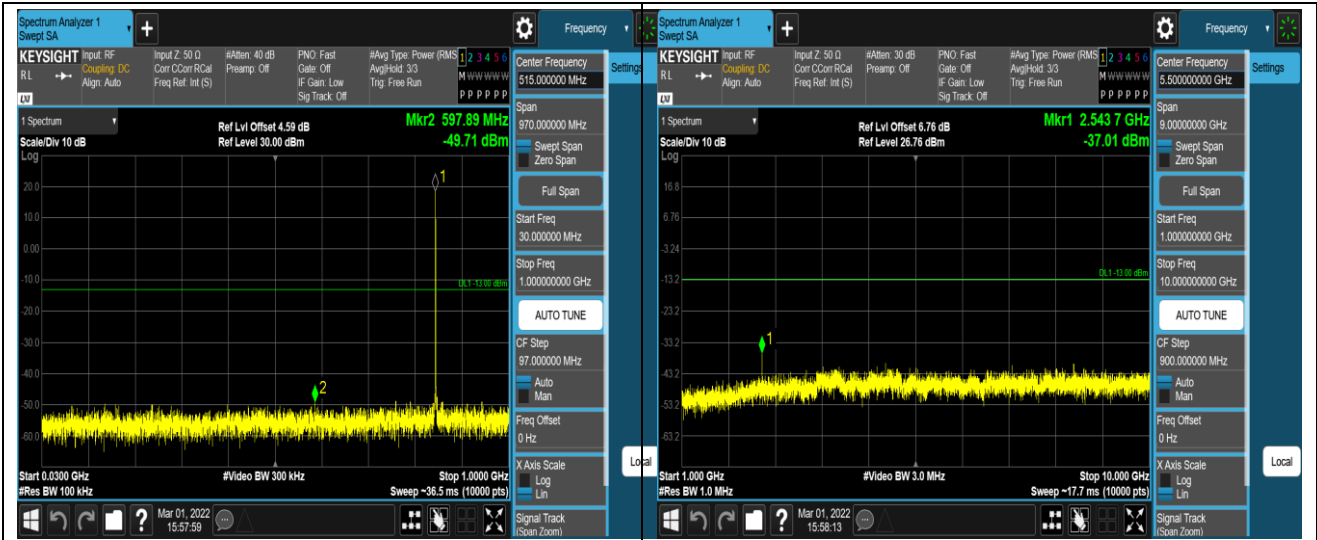 Spectrum Analyzer 1
Swept SA
+
Frequency
KEYSIGHT
RL
LXI
Input: RF
Coupling: DC
Align: Auto
Input Z: 50 Ω
Corr CCorr RCal
Freq Ref: Int (S)
#Atten: 40 dB
Preamp: Off
PNO: Fast
Gate: Off
IF Gain: Low
Sig Track: Off
#Avg Type: Power (RMS
Avg|Hold: 3/3
Trig: Free Run
1 2 3 4 5 6
M W W W W W
P P P P P P
Center Frequency
515.000000 MHz
Settings
1 Spectrum
Scale/Div 10 dB
Ref Lvl Offset 4.59 dB
Ref Level 30.00 dBm
Mkr2 597.89 MHz
-49.71 dBm
Span
970.000000 MHz
Swept Span
Zero Span
Full Span
Start Freq
30.000000 MHz
Stop Freq
1.000000000 GHz
AUTO TUNE
CF Step
97.000000 MHz
Auto
Man
Freq Offset
0 Hz
X Axis Scale
Log
Lin
Signal Track
(Span Zoom)
Local
Log
20.0
10.0
0.00
-10.0
-20.0
-30.0
-40.0
-50.0
-60.0
1
2
DL1 -13.00 dBm
Start 0.0300 GHz
#Res BW 100 kHz
#Video BW 300 kHz
Stop 1.0000 GHz
Sweep ~36.5 ms (10000 pts)
?
Mar 01, 2022
15:57:59
Spectrum Analyzer 1
Swept SA
+
Frequency
KEYSIGHT
RL
LXI
Input: RF
Coupling: DC
Align: Auto
Input Z: 50 Ω
Corr CCorr RCal
Freq Ref: Int (S)
#Atten: 30 dB
Preamp: Off
PNO: Fast
Gate: Off
IF Gain: Low
Sig Track: Off
#Avg Type: Power (RMS
Avg|Hold: 3/3
Trig: Free Run
1 2 3 4 5 6
M W W W W W
P P P P P P
Center Frequency
5.500000000 GHz
Settings
1 Spectrum
Scale/Div 10 dB
Ref Lvl Offset 6.76 dB
Ref Level 26.76 dBm
Mkr1 2.543 7 GHz
-37.01 dBm
Span
9.00000000 GHz
Swept Span
Zero Span
Full Span
Start Freq
1.000000000 GHz
Stop Freq
10.000000000 GHz
AUTO TUNE
CF Step
900.000000 MHz
Auto
Man
Freq Offset
0 Hz
X Axis Scale
Log
Lin
Signal Track
(Span Zoom)
Local
Log
16.8
6.76
-3.24
-13.2
-23.2
-33.2
-43.2
-53.2
-63.2
1
DL1 -13.00 dBm
Start 1.000 GHz
#Res BW 1.0 MHz
#Video BW 3.0 MHz
Stop 10.000 GHz
Sweep ~17.7 ms (10000 pts)
?
Mar 01, 2022
15:58:13